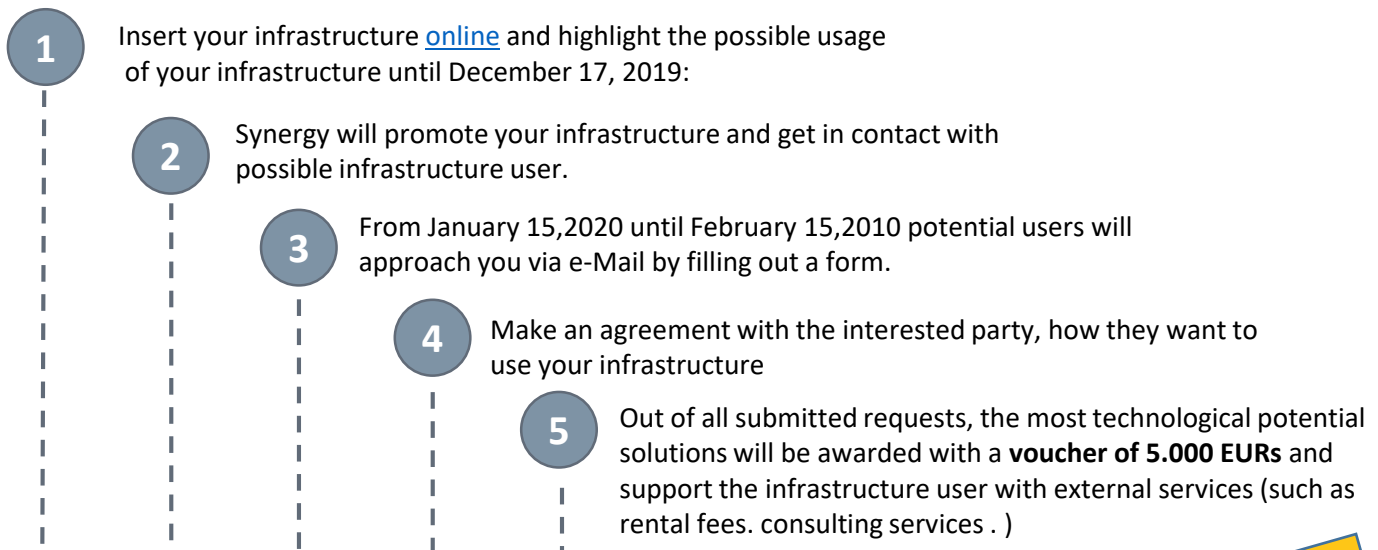 1
Insert your infrastructure online and highlight the possible usage
of your infrastructure until December 17, 2019:
2
Synergy will promote your infrastructure and get in contact with
possible infrastructure user.
3
From January 15,2020 until February 15,2010 potential users will
approach you via e-Mail by filling out a form.
4
Make an agreement with the interested party, how they want to
use your infrastructure
5
Out of all submitted requests, the most technological potential
solutions will be awarded with a voucher of 5.000 EURs and
support the infrastructure user with external services (such as
rental fees. consulting services . )